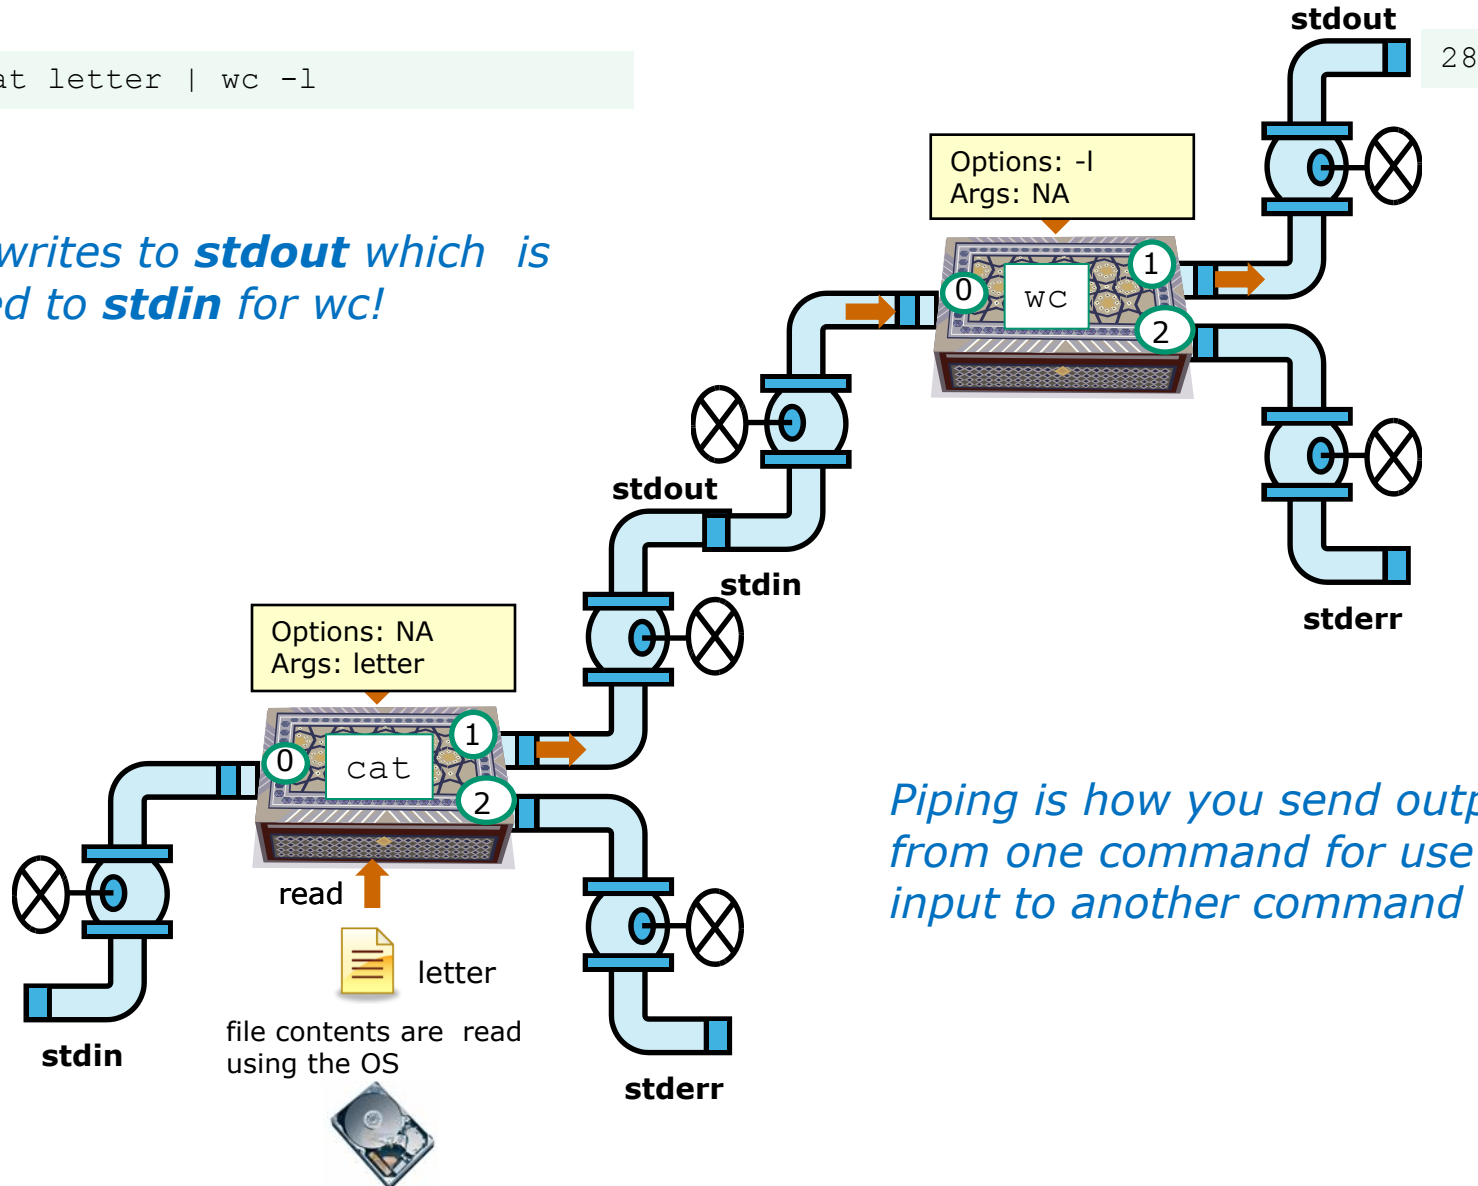 stdout
at letter | wc -l
28
Options: -l
Args: NA
writes to stdout which is
ed to stdin for wc!
0
wc
1
2
stdout
stdin
stderr
Options: NA
Args: letter
0
cat
1
2
Piping is how you send outp
from one command for use
input to another command
read
letter
file contents are read
using the OS
stdin
stderr